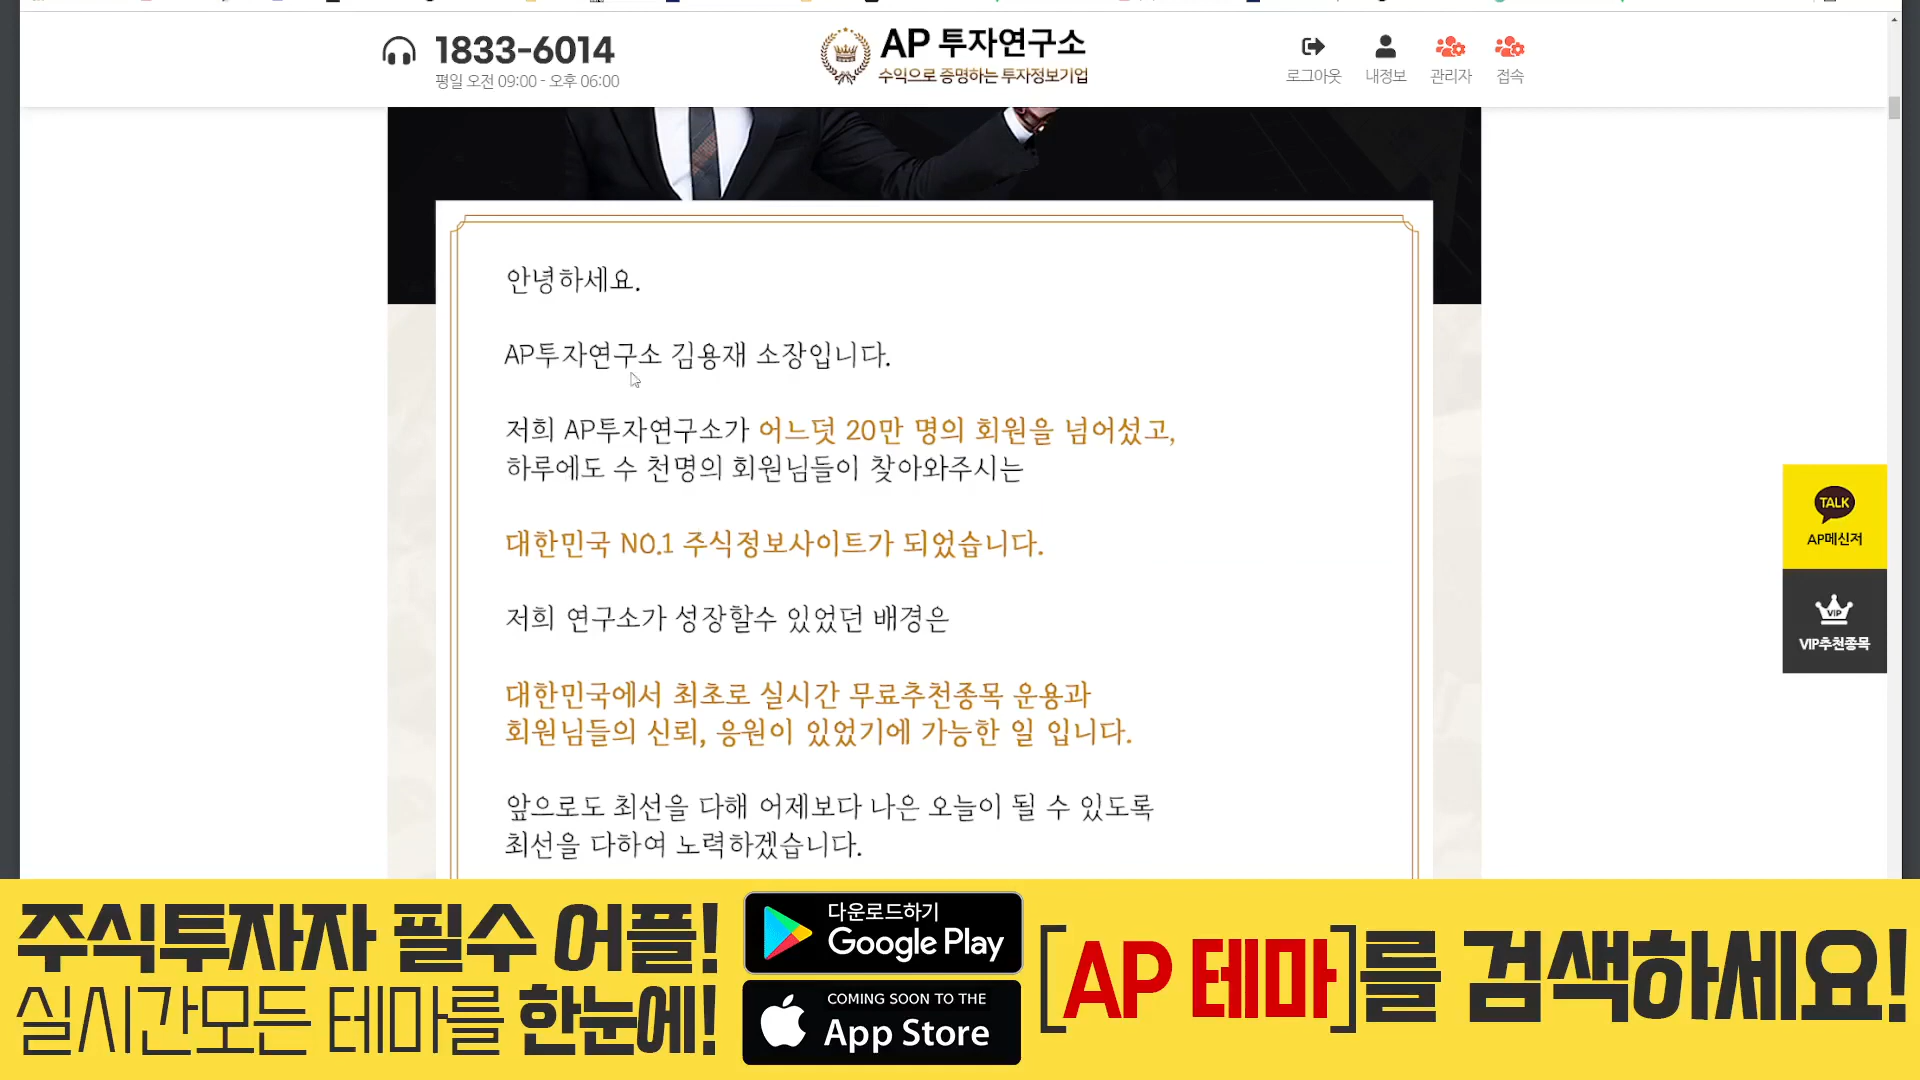 1833-6014
평일 오전 09:00 - 오후 06:00
AP 투자연구소
수익으로 증명하는 투자정보기업
로그아웃
내정보
관리자
접속
안녕하세요.
AP투자연구소 김용재 소장입니다.
저희 AP투자연구소가 어느덧 20만 명의 회원을 넘어섰고,
하루에도 수 천명의 회원님들이 찾아와주시는
대한민국 NO.1 주식정보사이트가 되었습니다.
저희 연구소가 성장할수 있었던 배경은
대한민국에서 최초로 실시간 무료추천종목 운용과
회원님들의 신뢰, 응원이 있었기에 가능한 일 입니다.
앞으로도 최선을 다해 어제보다 나은 오늘이 될 수 있도록
최선을 다하여 노력하겠습니다.
TALK
AP메신저
VIP
VIP추천종목
주식투자자 필수 어플!
실시간모든 테마를 한눈에!
다운로드하기
Google Play
COMING SOON TO THE
App Store
[AP 테마]를 검색하세요!